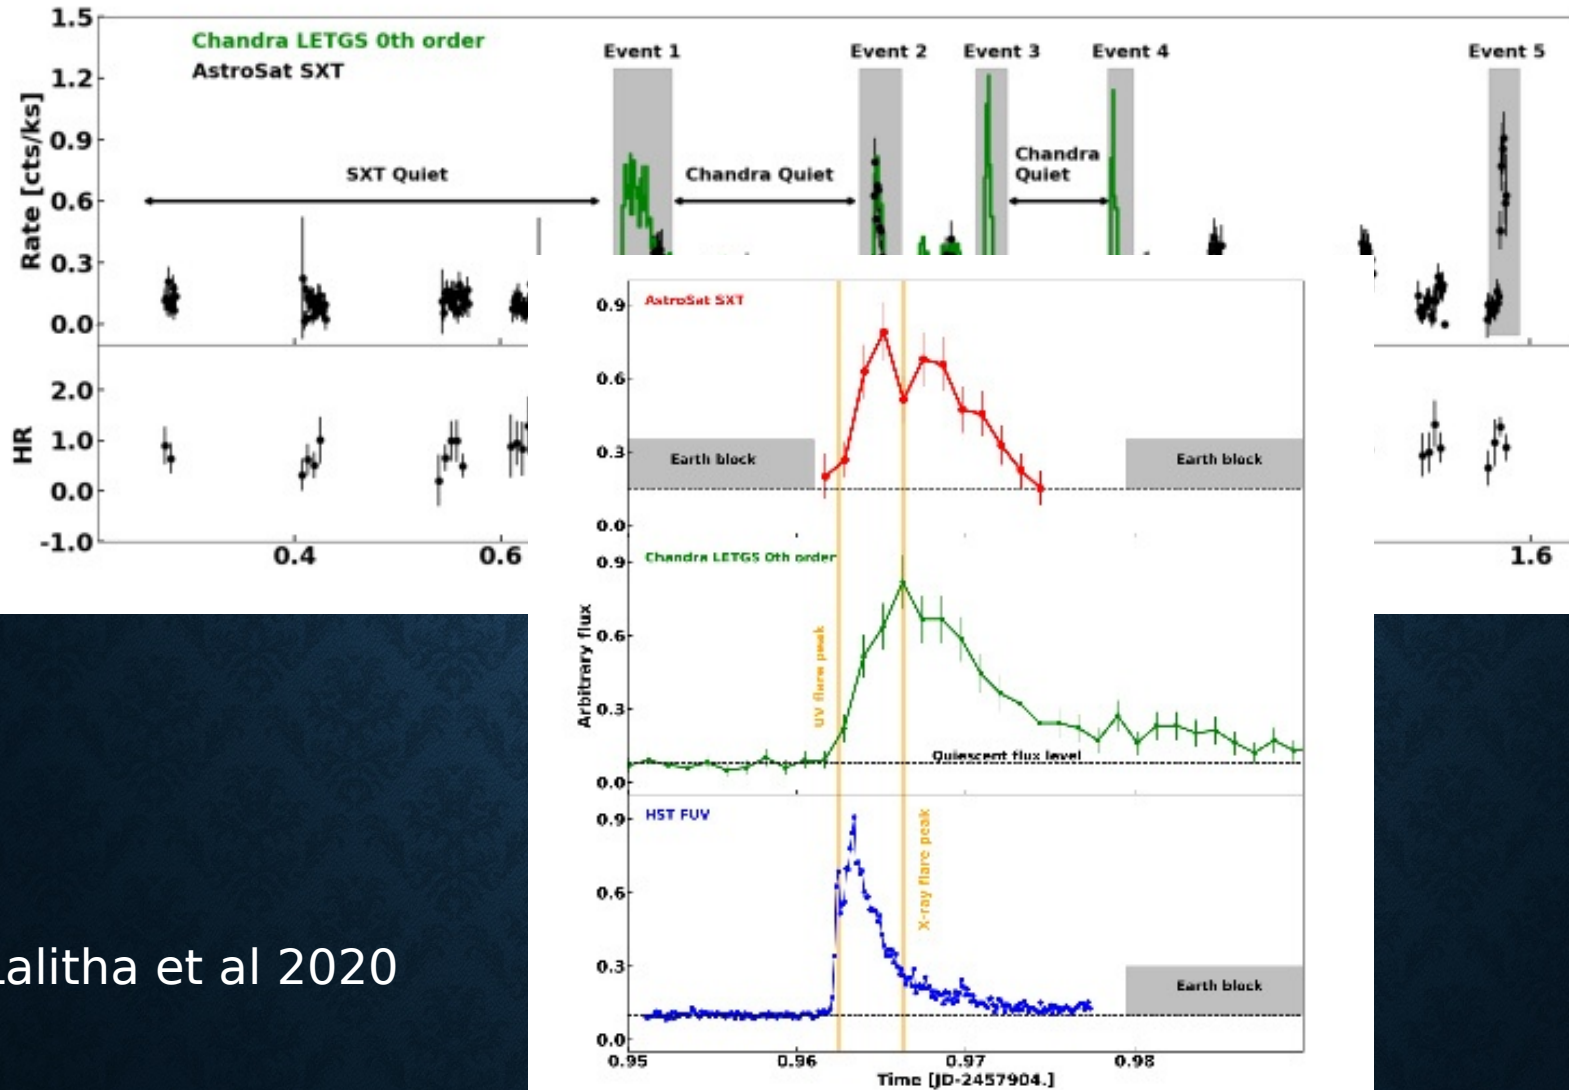 1.5
Chandra LETGS 0th order
AstroSat SXT
Event 1
Event 2
Event 3
Event 4
Event 5
1.2
0.9
0.6
0.3
0.0
Rate [cts/ks]
SXT Quiet
Chandra Quiet
Chandra
Quiet
2.0
1.0
0.0
-1.0
HR
0.4
0.6
1.6
AstroSat SXT
0.9
0.6
0.3
0.0
Earth block
Earth block
Chandra LETGS 0th order
0.9
0.6
0.3
0.0
Arbitrary flux
UV flare peak
Quiescent flux level
HST FUV
0.9
0.6
0.3
0.0
X-ray flare peak
Earth block
0.95
0.96
0.97
0.98
Time [JD-2457904.]
alitha et al 2020